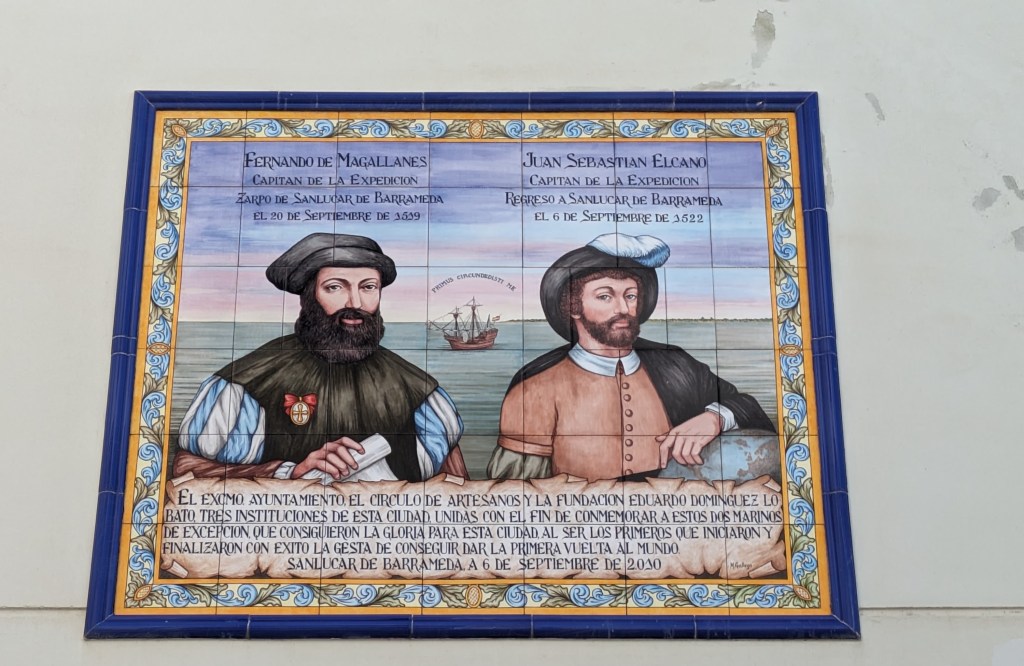 FERNANDO DE MAGALLANES
CAPITAN DE LA EXPEDICION
ZARPO DE SANLUCAR DE BARRAMEDA
EL 20 DE SEPTIEMBRE DE 1519
JUAN SEBASTIAN ELCANO
CAPITAN DE LA EXPEDICION
REGRESO A SANLUCAR DE BARRAMEDA
EL 6 DE SEPTIEMBRE DE 1522
PRIMUS CIRCUNDEDISTI ME
EL EXCMO. AYUNTAMIENTO, EL CIRCULO DE ARTESANOS Y LA FUNDACION EDUARDO DOMINGUEZ LO
BATO, TRES INSTITUCIONES DE ESTA CIUDAD, UNIDAS CON EL FIN DE CONMEMORAR A ESTOS DOS MARINOS
DE EXCEPCION, QUE CONSIGUIERON LA GLORIA PARA ESTA CIUDAD, AL SER LOS PRIMEROS QUE INICIARON Y
FINALIZARON CON EXITO LA GESTA DE CONSEGUIR DAR LA PRIMERA VUELTA AL MUNDO.
SANLUCAR DE BARRAMEDA, A 6 DE SEPTIEMBRE DE 2010